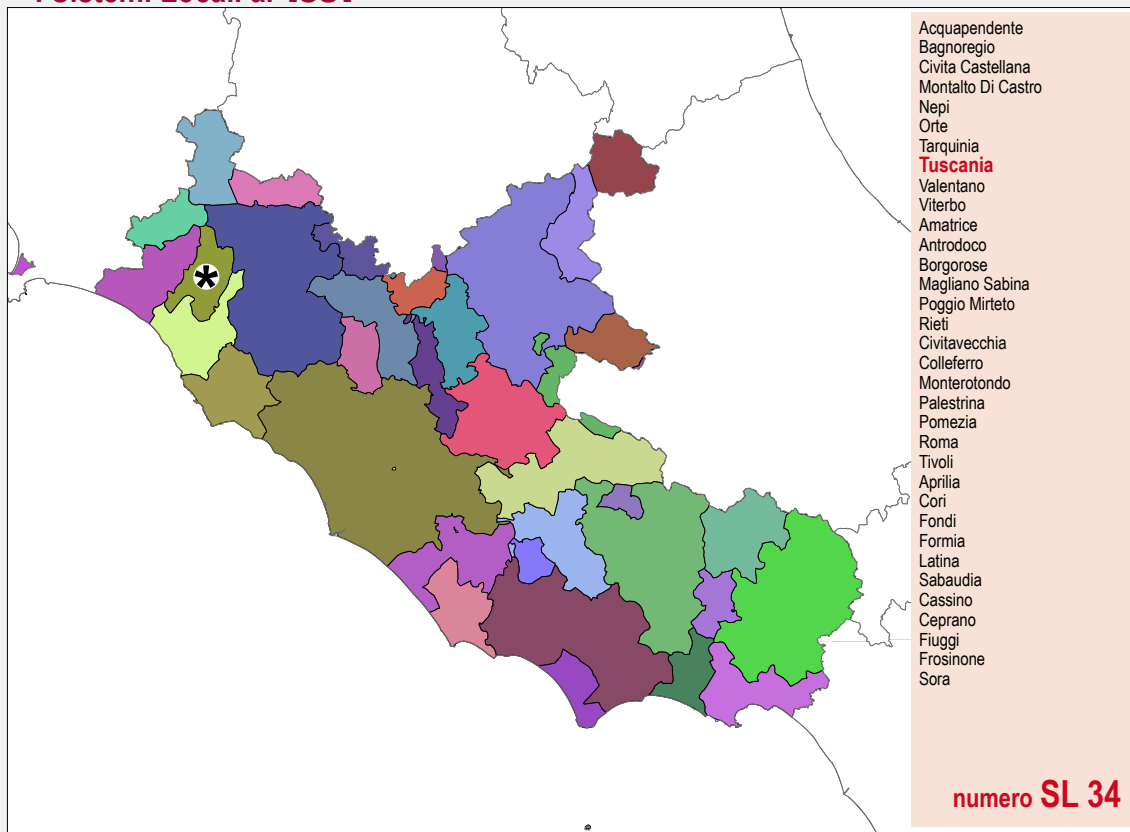 Acquapendente
Bagnoregio
Civita Castellana
Montalto Di Castro
Nepi
Orte
Tarquinia
Tuscania
Valentano
Viterbo
Amatrice
Antrodoco
Borgorose
Magliano Sabina
Poggio Mirteto
Rieti
Civitavecchia
Colleferro
Monterotondo
Palestrina
Pomezia
Roma
Tivoli
Aprilia
Cori
Fondi
Formia
Latina
Sabaudia
Cassino
Ceprano
Fiuggi
Frosinone
Sora
numero SL 34